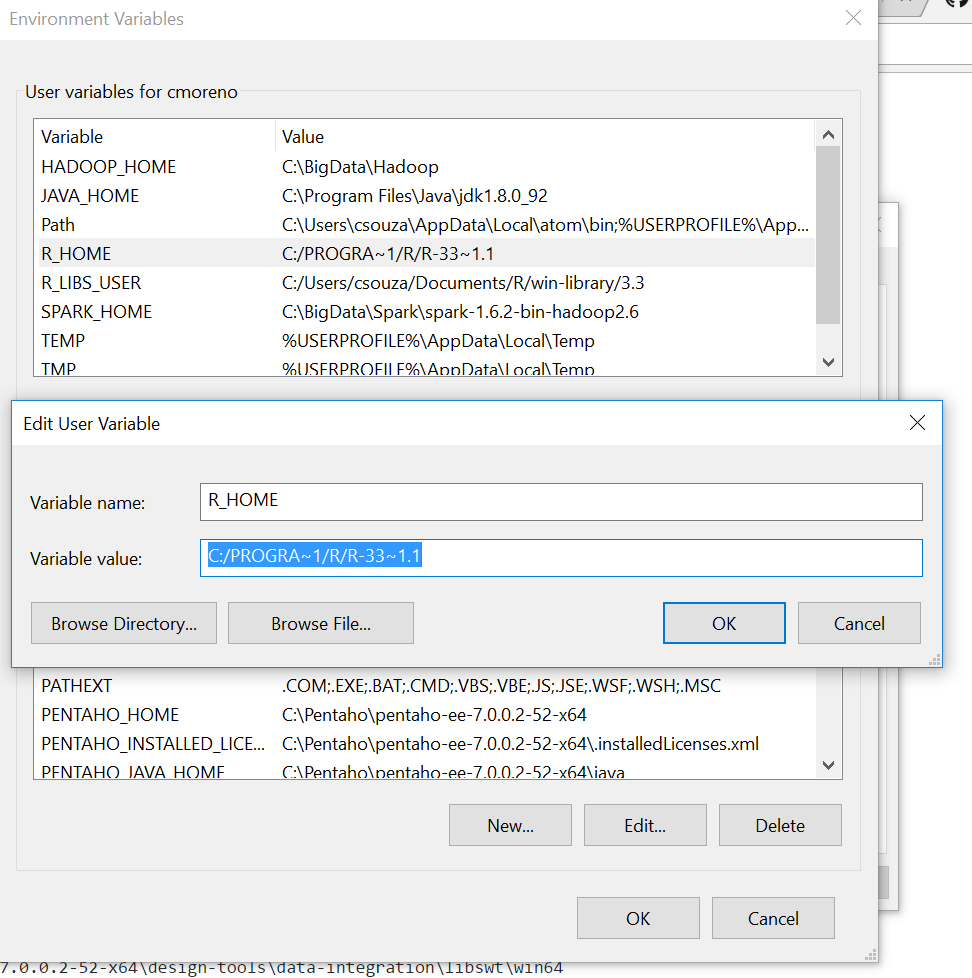 Environment Variables
User variables for cmoreno
Variable Value
HADOOP_HOME C:\BigData\Hadoop
JAVA_HOME C:\Program Files\Java\jdk1.8.0_92
Path C:\Users\csouza\AppData\Local\atom\bin;%USERPROFILE%\App...
R_HOME C:/PROGRA~1/R/R-33~1.1
R_LIBS_USER C:/Users/csouza/Documents/R/win-library/3.3
SPARK_HOME C:\BigData\Spark\spark-1.6.2-bin-hadoop2.6
TEMP %USERPROFILE%\AppData\Local\Temp
TMP %USERPROFILE%\AppData\Local\Temp
Edit User Variable
Variable name: R_HOME
Variable value: C:/PROGRA~1/R/R-33~1.1
Browse Directory... Browse File... OK Cancel
PATHEXT .COM;.EXE;.BAT;.CMD;.VBS;.VBE;.JS;.JSE;.WSF;.WSH;.MSC
PENTAHO_HOME C:\Pentaho\pentaho-ee-7.0.0.2-52-x64
PENTAHO_INSTALLED_LICE... C:\Pentaho\pentaho-ee-7.0.0.2-52-x64\.installedLicenses.xml
PENTAHO_JAVA_HOME C:\Pentaho\pentaho-ee-7.0.0.2-52-x64\java
New... Edit... Delete
OK Cancel
7.0.0.2-52-x64\design-tools\data-integration\libswt\win64